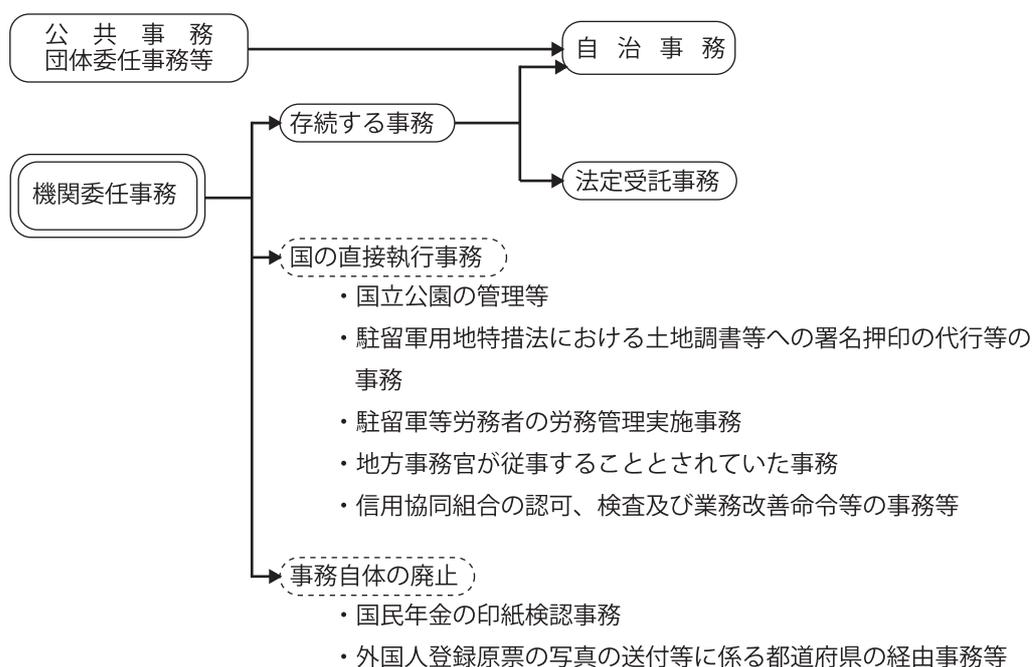 公共事務
団体委任事務等
自治事務
存続する事務
機関委任事務
法定受託事務
国の直接執行事務
・国立公園の管理等
・駐留軍用地特措法における土地調書等への署名押印の代行等の
事務
・駐留軍等労務者の労務管理実施事務
・地方事務官が従事することとされていた事務
・信用協同組合の認可、検査及び業務改善命令等の事務等
事務自体の廃止
・国民年金の印紙検認事務
・外国人登録原票の写真の送付等に係る都道府県の経由事務等